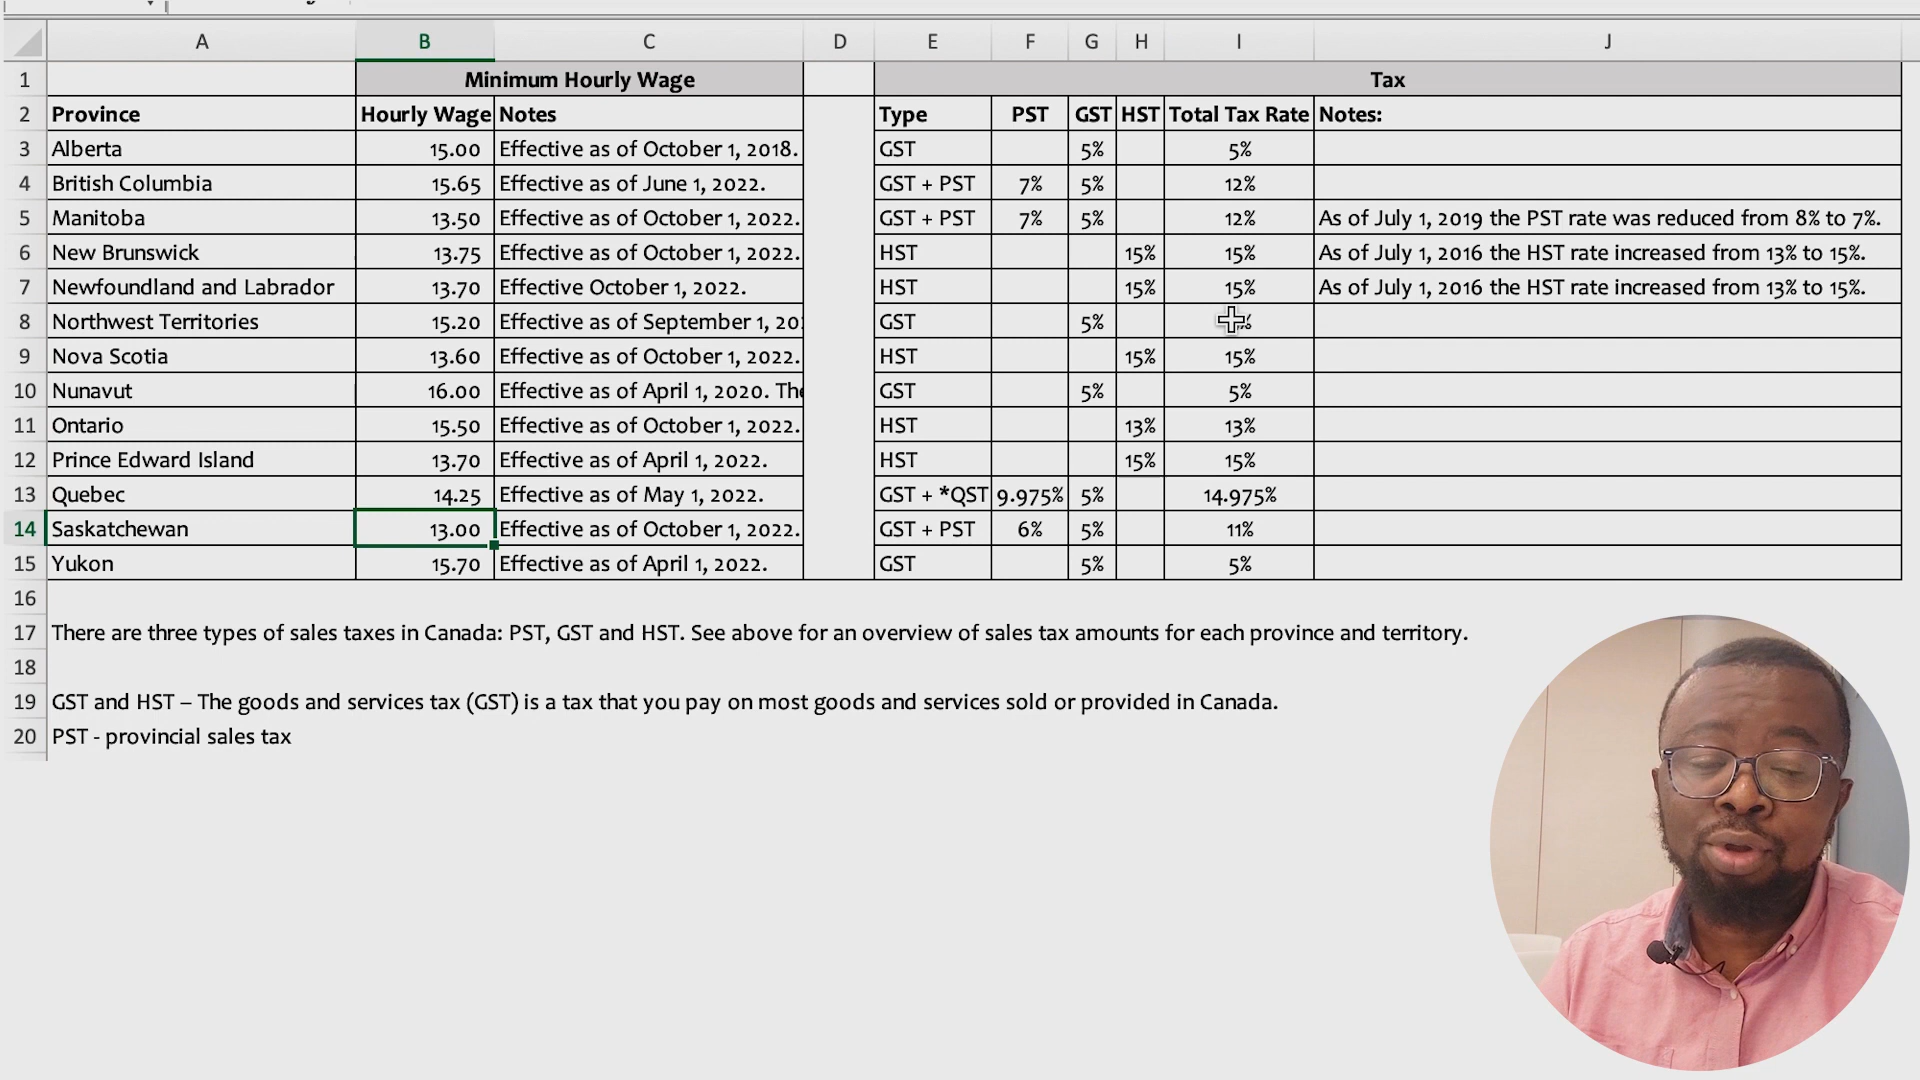 A B C D E F G H I J
1 Minimum Hourly Wage Tax
2 Province Hourly Wage Notes Type PST GST HST Total Tax Rate Notes:
3 Alberta 15.00 Effective as of October 1, 2018. GST 5% 5%
4 British Columbia 15.65 Effective as of June 1, 2022. GST + PST 7% 5% 12%
5 Manitoba 13.50 Effective as of October 1, 2022. GST + PST 7% 5% 12% As of July 1, 2019 the PST rate was reduced from 8% to 7%.
6 New Brunswick 13.75 Effective as of October 1, 2022. HST 15% 15% As of July 1, 2016 the HST rate increased from 13% to 15%.
7 Newfoundland and Labrador 13.70 Effective October 1, 2022. HST 15% 15% As of July 1, 2016 the HST rate increased from 13% to 15%.
8 Northwest Territories 15.20 Effective as of September 1, 20 GST 5%
9 Nova Scotia 13.60 Effective as of October 1, 2022. HST 15% 15%
10 Nunavut 16.00 Effective as of April 1, 2020. The GST 5% 5%
11 Ontario 15.50 Effective as of October 1, 2022. HST 13% 13%
12 Prince Edward Island 13.70 Effective as of April 1, 2022. HST 15% 15%
13 Quebec 14.25 Effective as of May 1, 2022. GST + *QST 9.975% 5% 14.975%
14 Saskatchewan 13.00 Effective as of October 1, 2022. GST + PST 6% 5% 11%
15 Yukon 15.70 Effective as of April 1, 2022. GST 5% 5%
16
17 There are three types of sales taxes in Canada: PST, GST and HST. See above for an overview of sales tax amounts for each province and territory.
18
19 GST and HST – The goods and services tax (GST) is a tax that you pay on most goods and services sold or provided in Canada.
20 PST - provincial sales tax